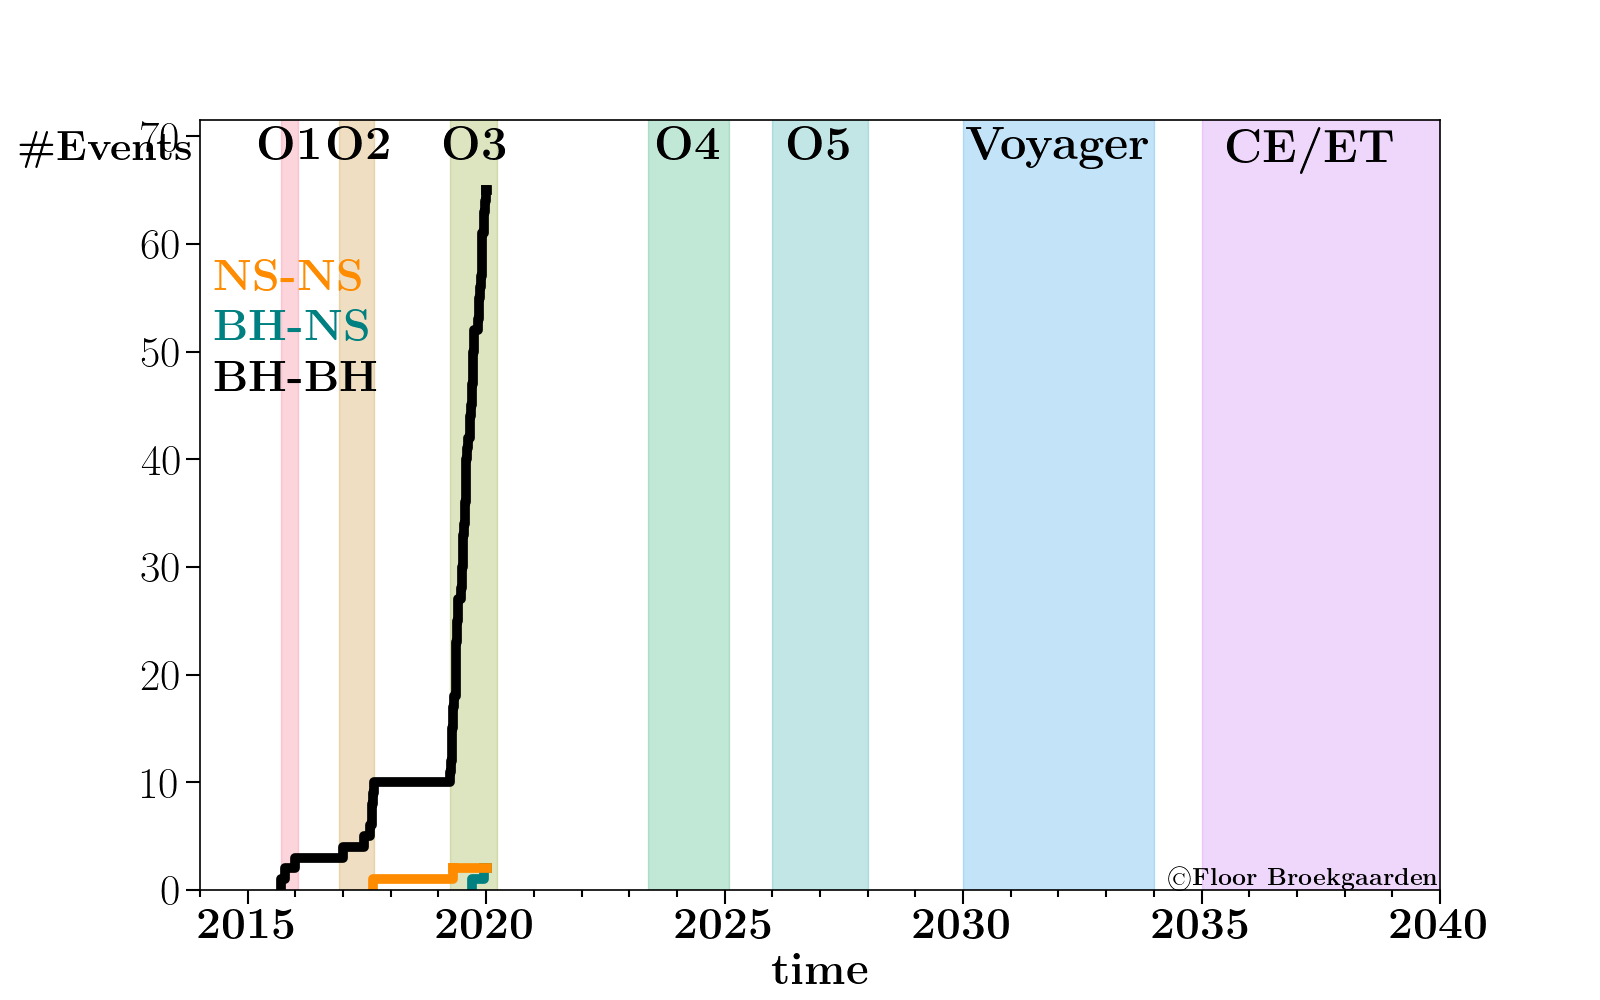 #Events
70
O1 O2 O3 O4 O5 Voyager CE/ET
60
NS-NS
BH-NS
50
BH-BH
40
30
20
10
0
©Floor Broekgaarden
2015 2020 2025 2030 2035 2040
time